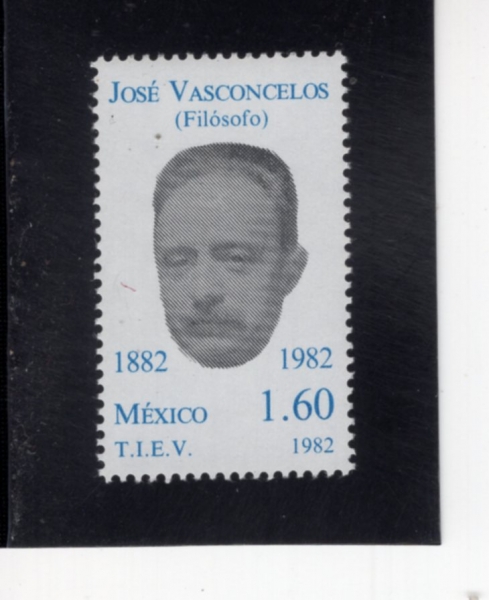 JOSÉ VASCONCELOS
(Filósofo)
1882 1982
MÉXICO 1.60
T.I.E.V. 1982